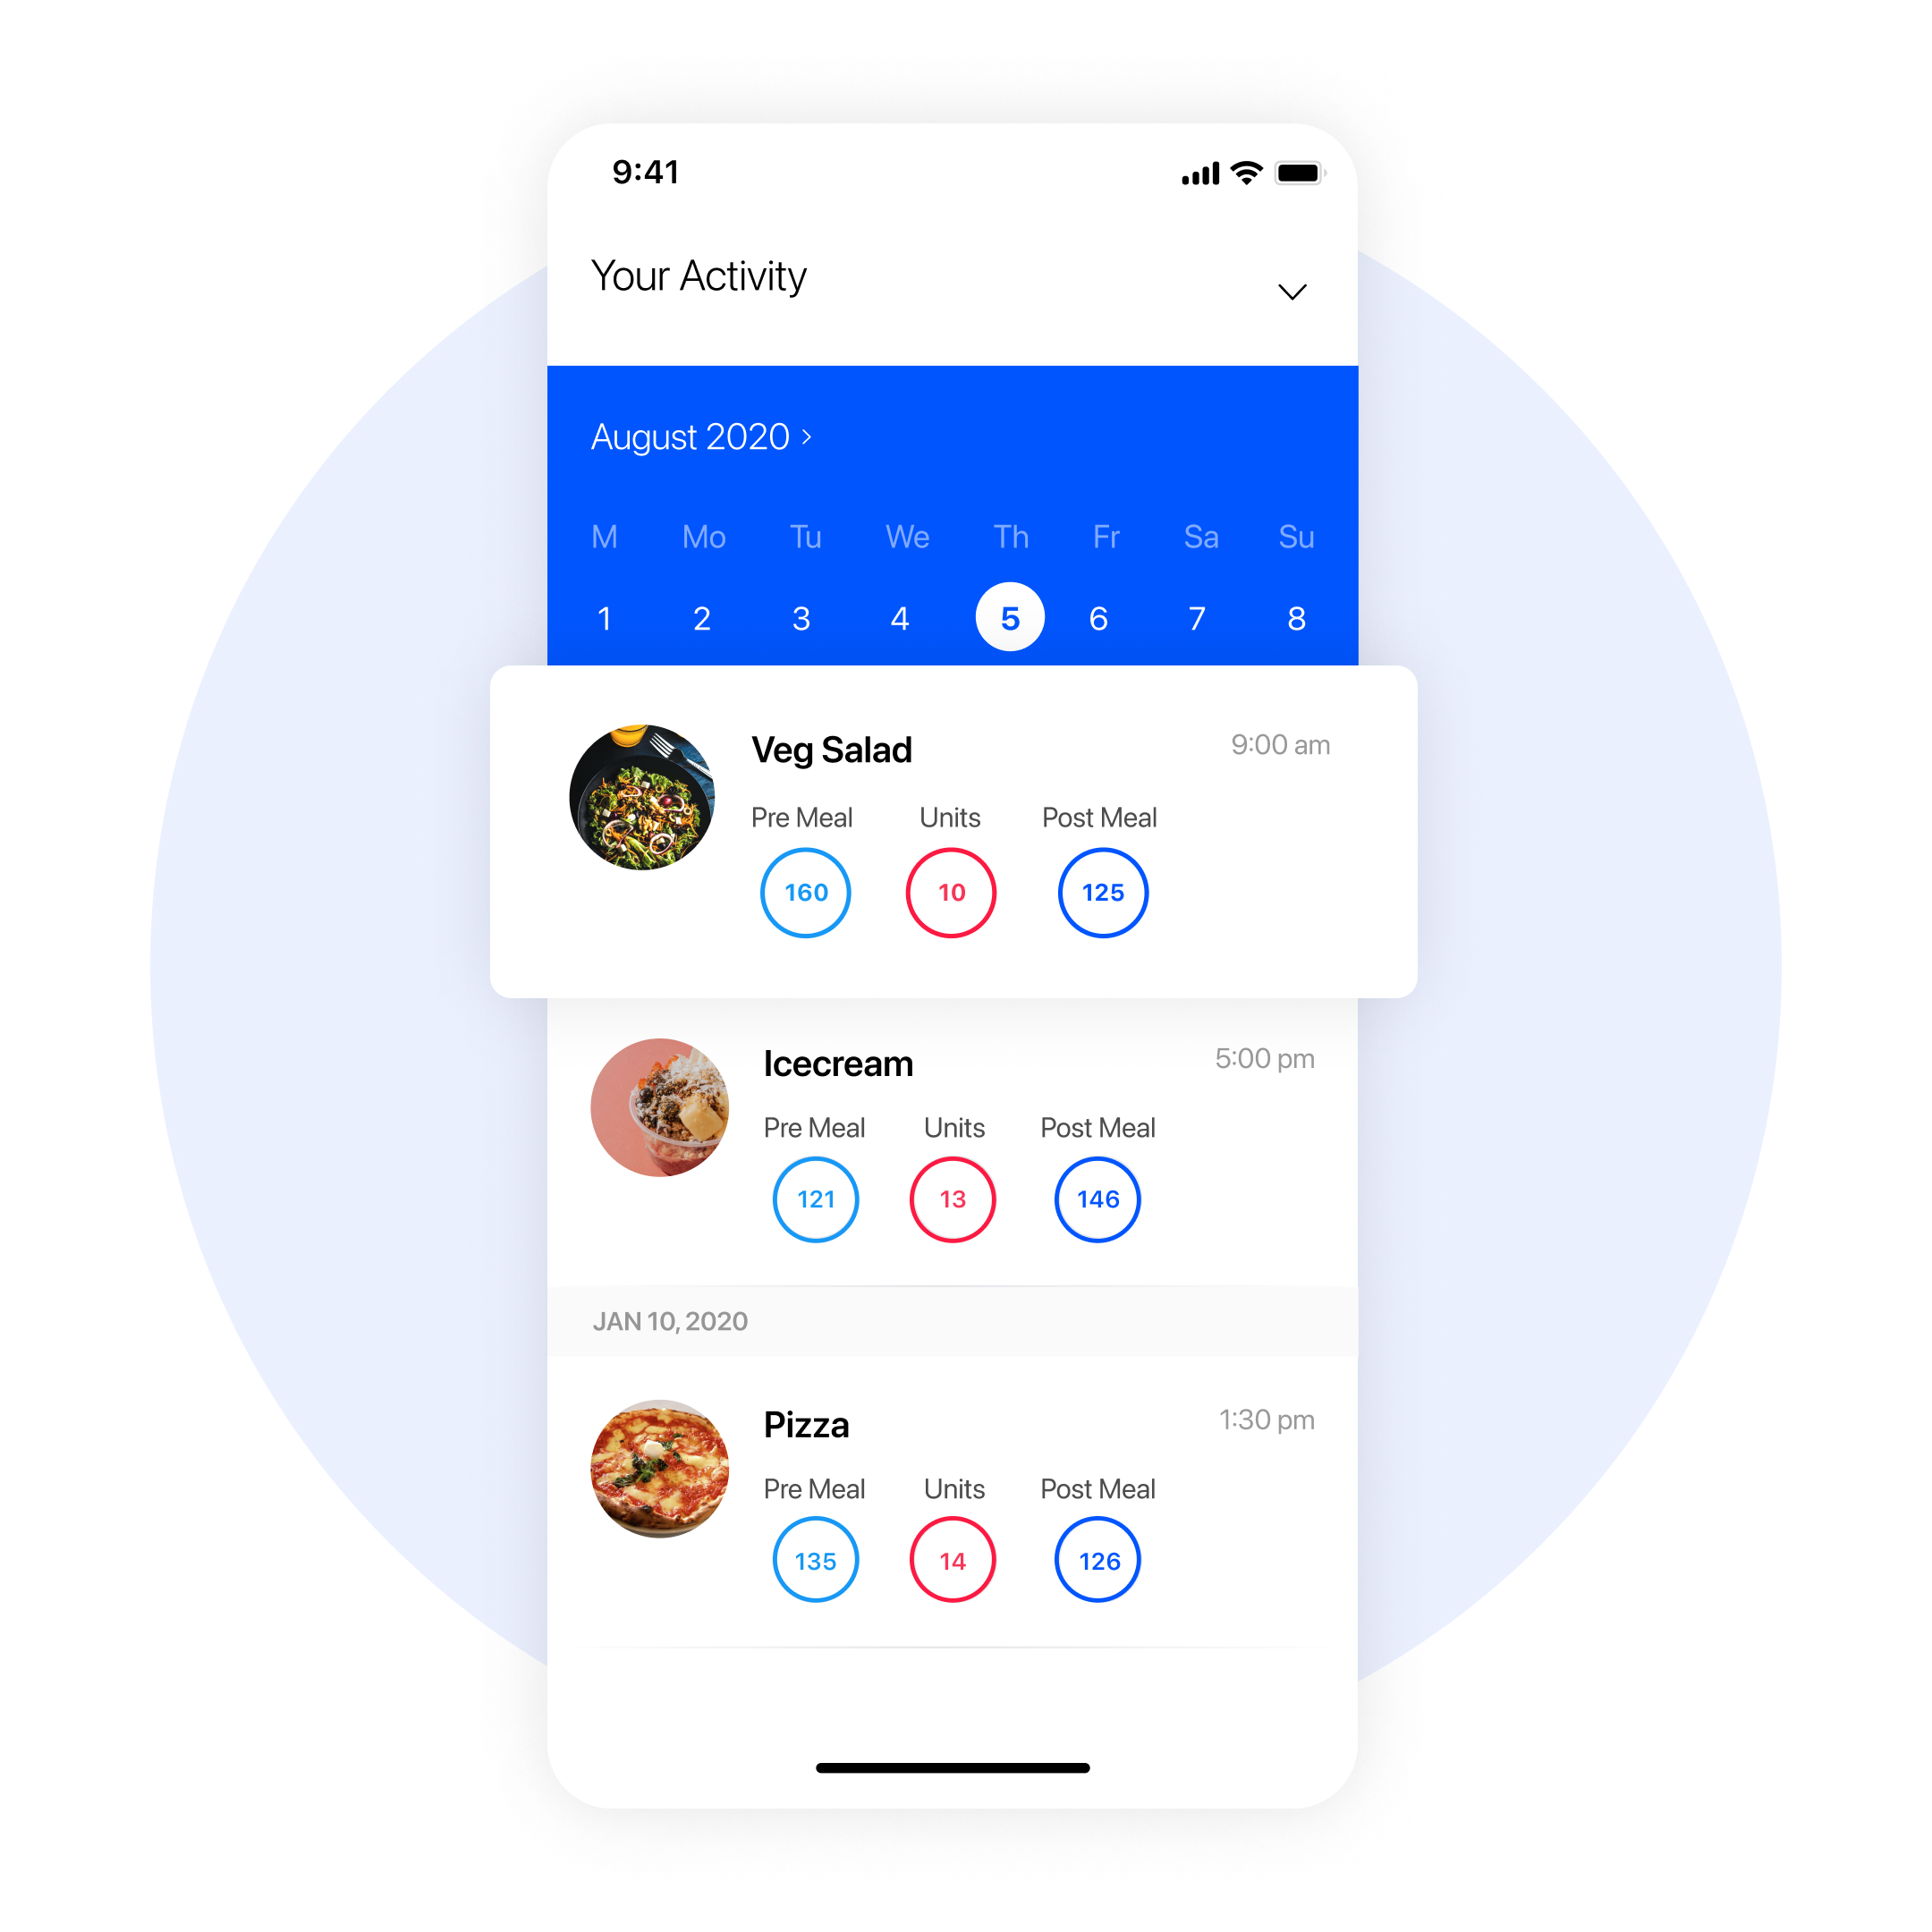 9:41
Your Activity
August 2020 >
M Mo Tu We Th Fr Sa Su
1 2 3 4 5 6 7 8
Veg Salad 9:00 am
Pre Meal Units Post Meal
160 10 125
Icecream 5:00 pm
Pre Meal Units Post Meal
121 13 146
JAN 10, 2020
Pizza 1:30 pm
Pre Meal Units Post Meal
135 14 126